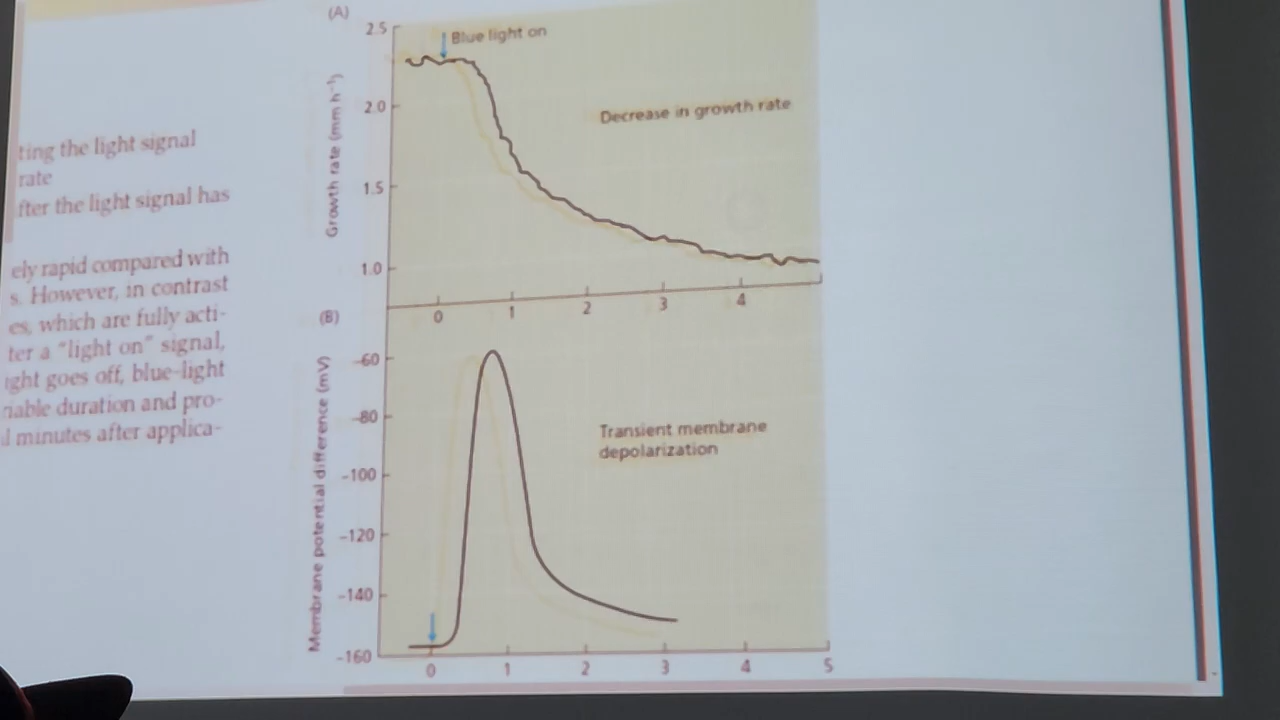 ting the light signal
rate
fter the light signal has
ely rapid compared with
s. However, in contrast
es, which are fully acti-
ter a "light on" signal,
ight goes off, blue-light
nable duration and pro-
d minutes after applica-
(A)
Blue light on
Decrease in growth rate
Growth rate (mm h⁻¹)
2.5
2.0
1.5
1.0
0 1 2 3 4
(B)
Transient membrane
depolarization
Membrane potential difference (mV)
-60
-80
-100
-120
-140
-160
0 1 2 3 4 5